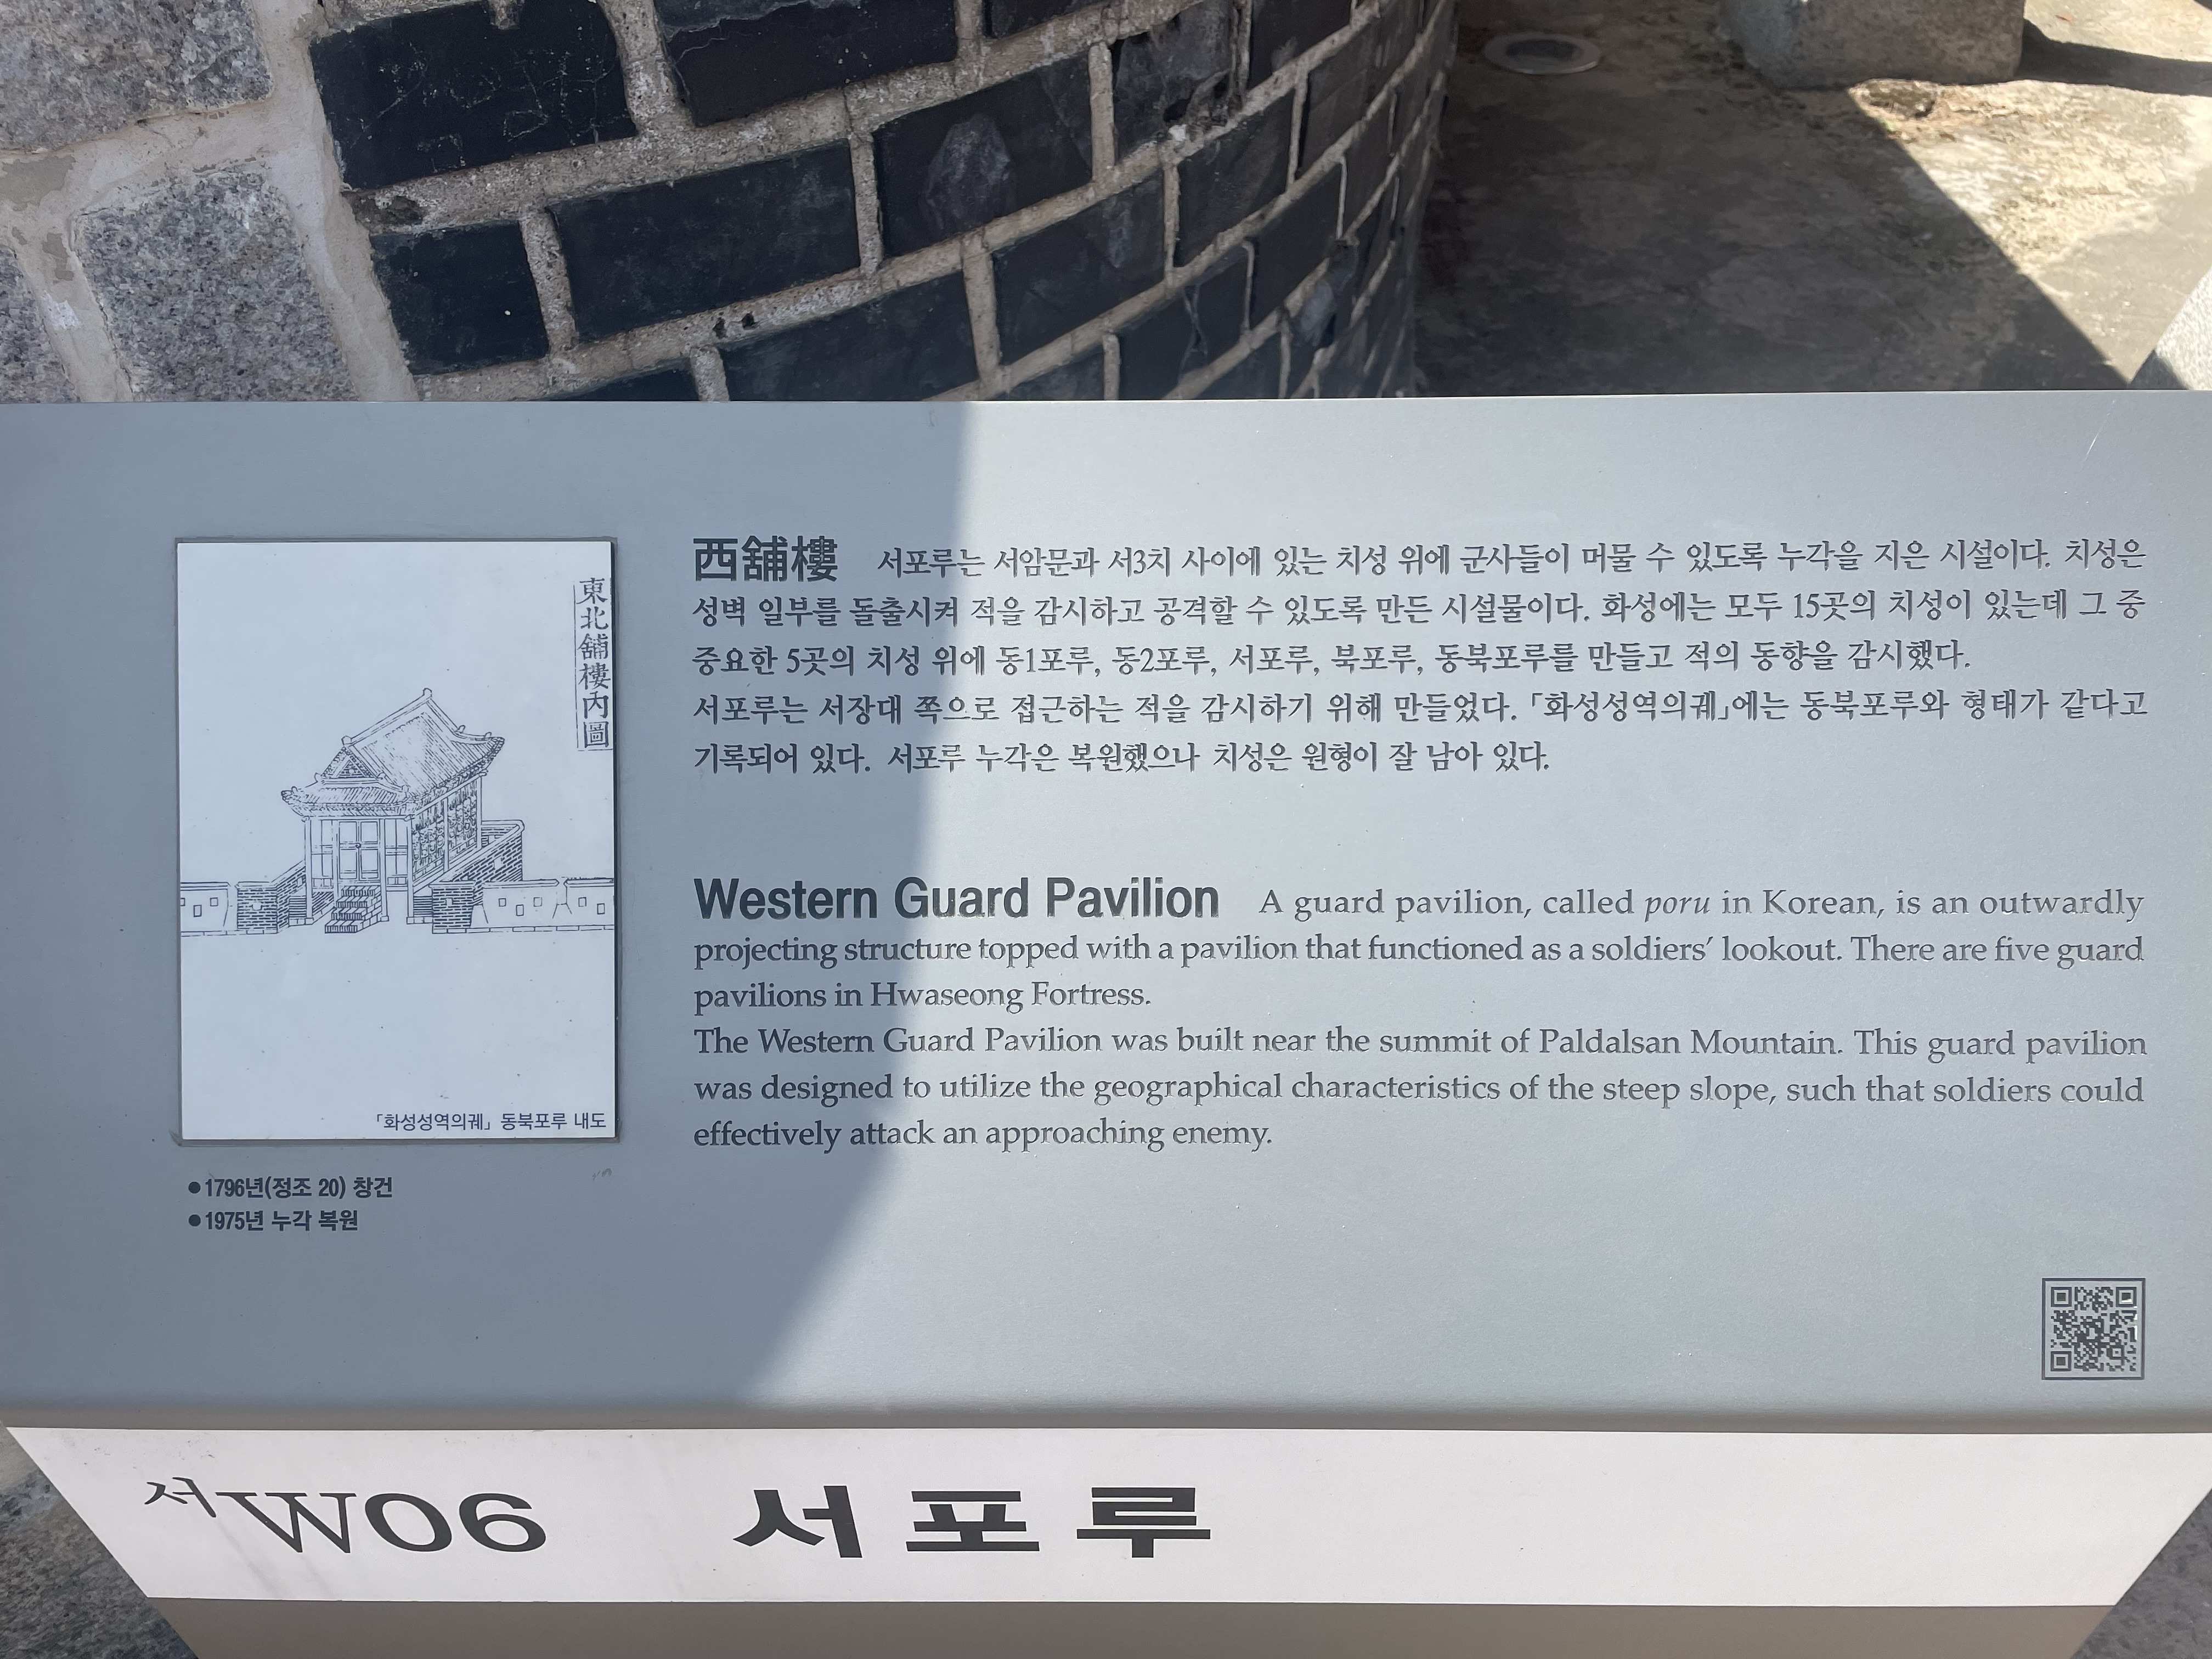 東北舖樓內圖
「화성성역의궤」 동북포루 내도
●1796년(정조 20) 창건
●1975년 누각 복원
西舖樓 서포루는 서암문과 서3치 사이에 있는 치성 위에 군사들이 머물 수 있도록 누각을 지은 시설이다. 치성은
성벽 일부를 돌출시켜 적을 감시하고 공격할 수 있도록 만든 시설물이다. 화성에는 모두 15곳의 치성이 있는데 그 중
중요한 5곳의 치성 위에 동1포루, 동2포루, 서포루, 북포루, 동북포루를 만들고 적의 동향을 감시했다.
서포루는 서장대 쪽으로 접근하는 적을 감시하기 위해 만들었다. 「화성성역의궤」에는 동북포루와 형태가 같다고
기록되어 있다. 서포루 누각은 복원했으나 치성은 원형이 잘 남아 있다.
Western Guard Pavilion A guard pavilion, called poru in Korean, is an outwardly
projecting structure topped with a pavilion that functioned as a soldiers’ lookout. There are five guard
pavilions in Hwaseong Fortress.
The Western Guard Pavilion was built near the summit of Paldalsan Mountain. This guard pavilion
was designed to utilize the geographical characteristics of the steep slope, such that soldiers could
effectively attack an approaching enemy.
서W06 서포루